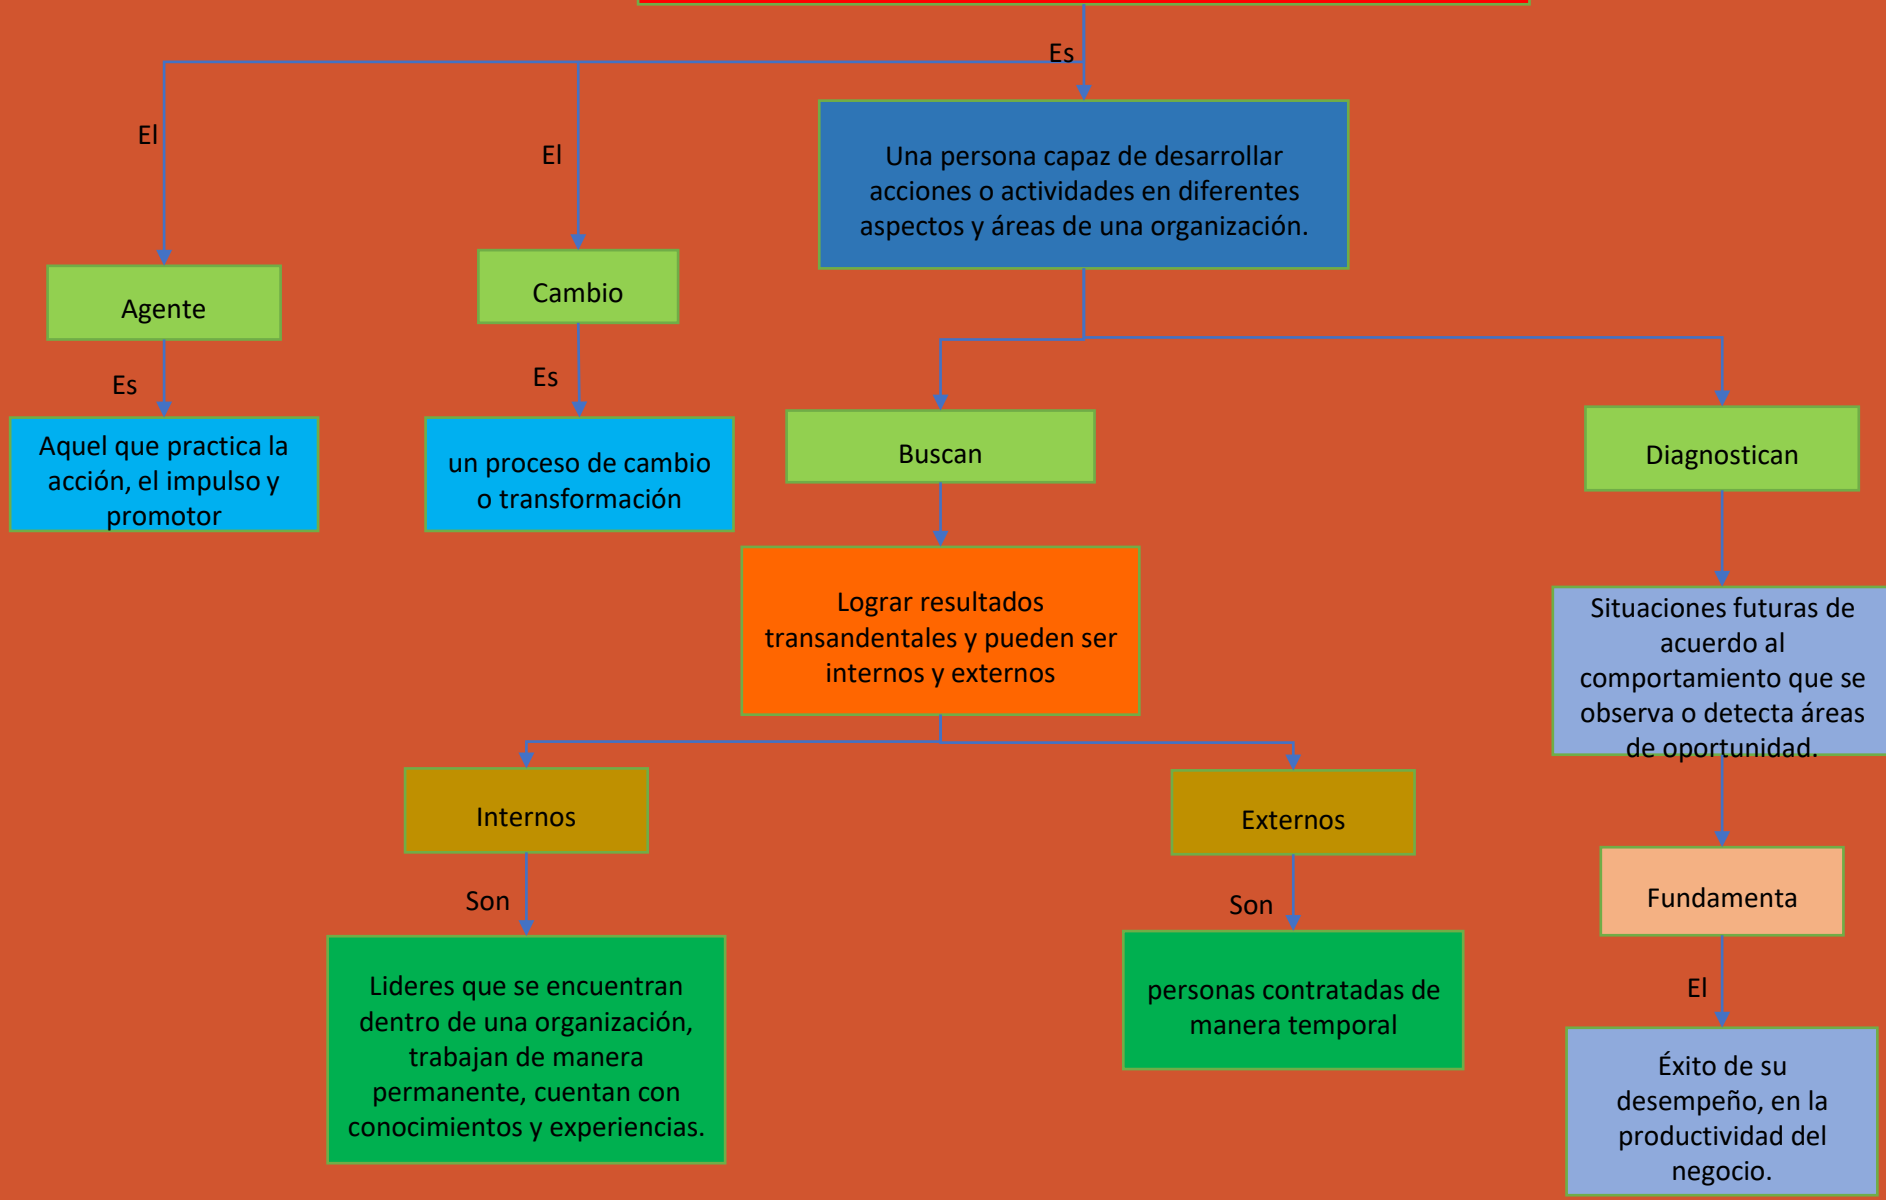 Es
El
El
Una persona capaz de desarrollar
acciones o actividades en diferentes
aspectos y áreas de una organización.
Agente
Cambio
Es
Es
Aquel que practica la
acción, el impulso y
promotor
un proceso de cambio
o transformación
Buscan
Diagnostican
Lograr resultados
transandentales y pueden ser
internos y externos
Situaciones futuras de
acuerdo al
comportamiento que se
observa o detecta áreas
de oportunidad.
Internos
Externos
Fundamenta
Son
Son
El
Lideres que se encuentran
dentro de una organización,
trabajan de manera
permanente, cuentan con
conocimientos y experiencias.
personas contratadas de
manera temporal
Éxito de su
desempeño, en la
productividad del
negocio.